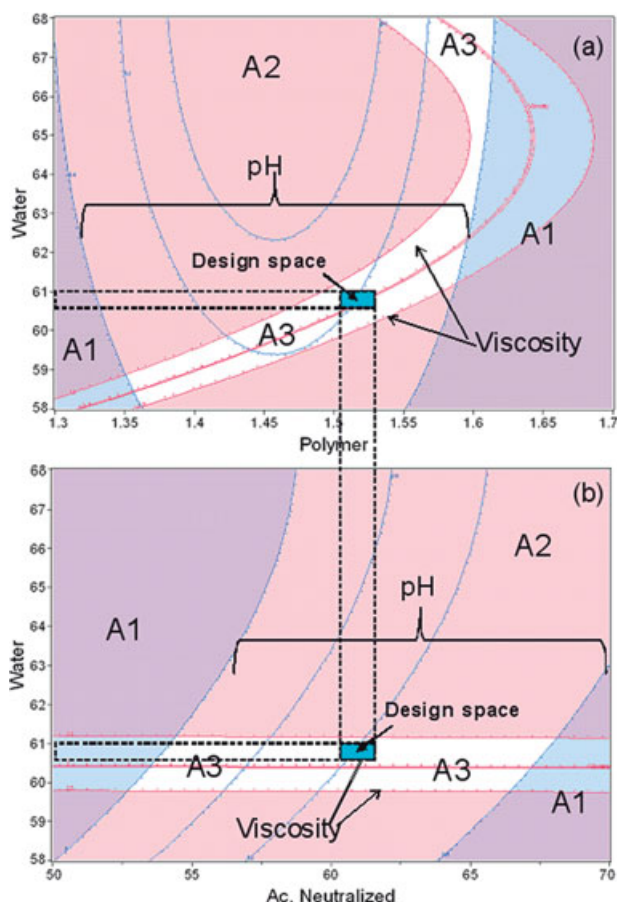 68
67
66
65
64
63
62
61
60
59
58
Water
(a)
A3
A2
pH
A1
Design space
A3
A1
Viscosity
1.3 1.35 1.4 1.45 1.5 1.55 1.6 1.65 1.7
Polymer
68
67
66
65
64
63
62
61
60
59
58
Water
(b)
A2
A1
pH
Design space
A3
A3
A1
Viscosity
50 55 60 65 70
Ac. Neutralized